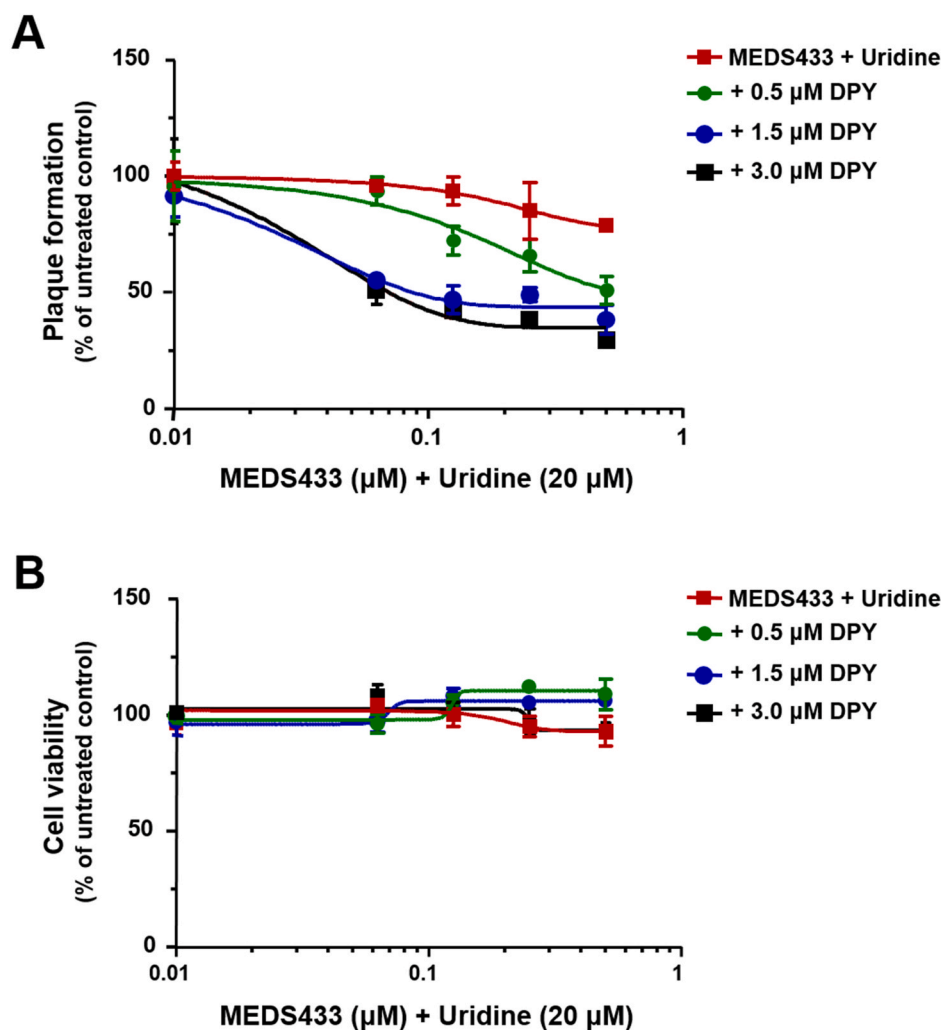 A
150
100
50
0
Plaque formation
(% of untreated control)
0.01
0.1
1
MEDS433 (µM) + Uridine (20 µM)
MEDS433 + Uridine
+ 0.5 µM DPY
+ 1.5 µM DPY
+ 3.0 µM DPY
B
150
100
50
0
Cell viability
(% of untreated control)
0.01
0.1
1
MEDS433 (µM) + Uridine (20 µM)
MEDS433 + Uridine
+ 0.5 µM DPY
+ 1.5 µM DPY
+ 3.0 µM DPY